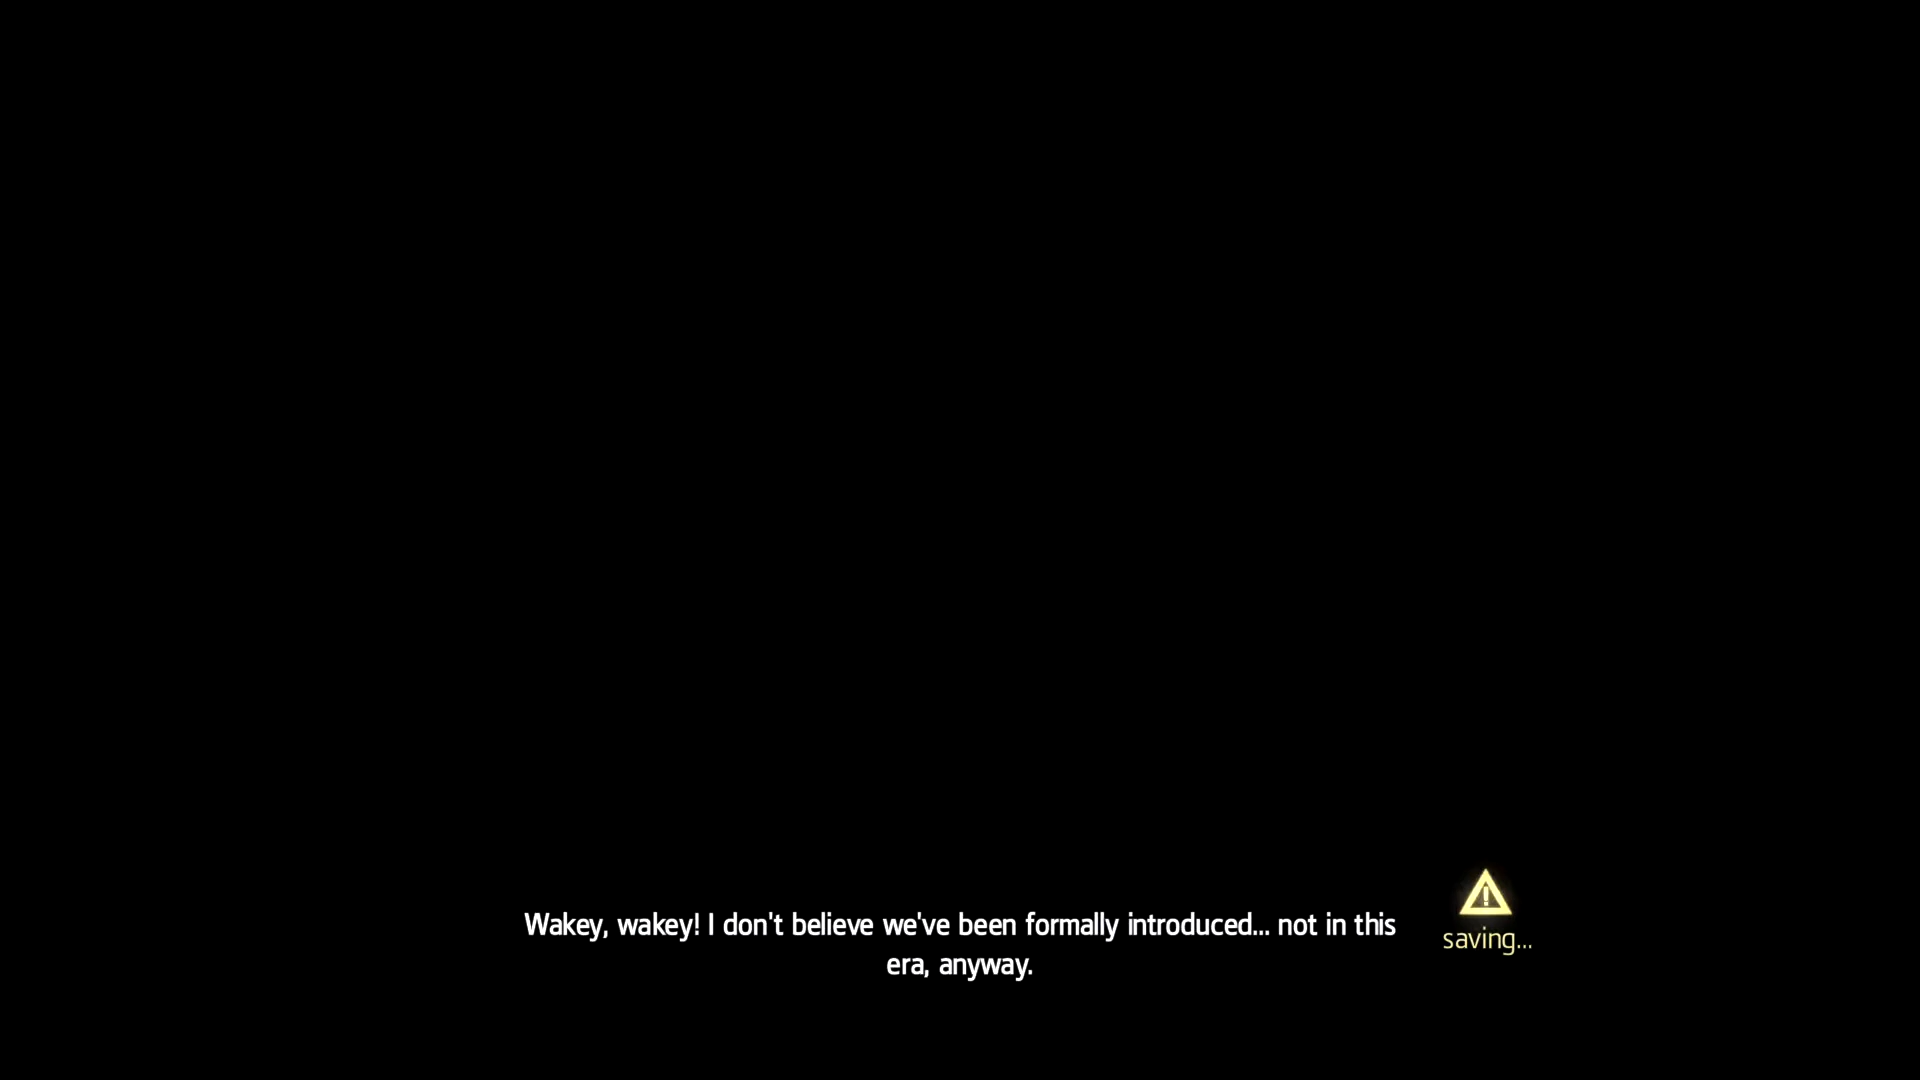 Wakey, wakey! I don't believe we've been formally introduced... not in this
era, anyway.
saving...